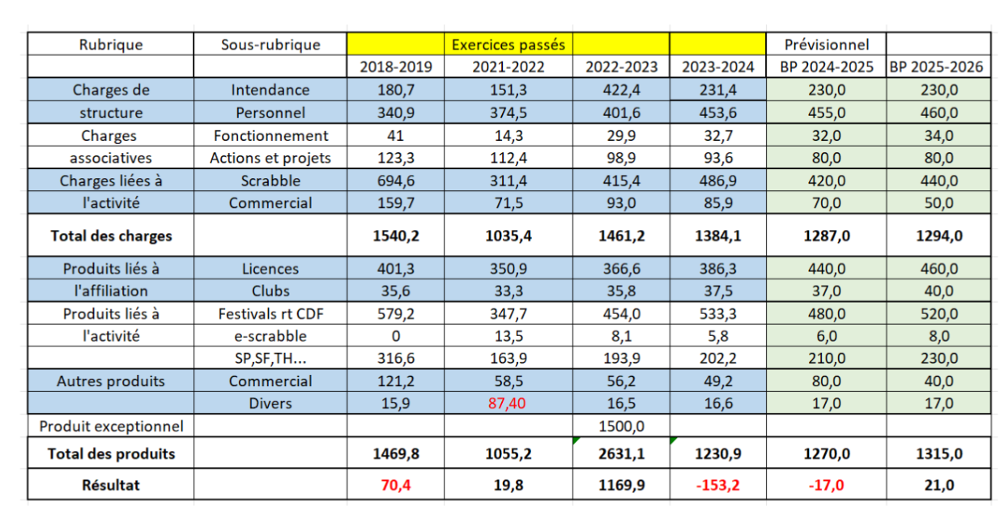 Rubrique Sous-rubrique Exercices passés Prévisionnel
2018-2019 2021-2022 2022-2023 2023-2024 BP 2024-2025 BP 2025-2026
Charges de Intendance 180,7 151,3 422,4 231,4 230,0 230,0
structure Personnel 340,9 374,5 401,6 453,6 455,0 460,0
Charges Fonctionnement 41 14,3 29,9 32,7 32,0 34,0
associatives Actions et projets 123,3 112,4 98,9 93,6 80,0 80,0
Charges liées à Scrabble 694,6 311,4 415,4 486,9 420,0 440,0
l'activité Commercial 159,7 71,5 93,0 85,9 70,0 50,0
Total des charges 1540,2 1035,4 1461,2 1384,1 1287,0 1294,0
Produits liés à Licences 401,3 350,9 366,6 386,3 440,0 460,0
l'affiliation Clubs 35,6 33,3 35,8 37,5 37,0 40,0
Produits liés à Festivals rt CDF 579,2 347,7 454,0 533,3 480,0 520,0
l'activité e-scrabble 0 13,5 8,1 5,8 6,0 8,0
SP,SF,TH... 316,6 163,9 193,9 202,2 210,0 230,0
Autres produits Commercial 121,2 58,5 56,2 49,2 80,0 40,0
Divers 15,9 87,40 16,5 16,6 17,0 17,0
Produit exceptionnel 1500,0
Total des produits 1469,8 1055,2 2631,1 1230,9 1270,0 1315,0
Résultat 70,4 19,8 1169,9 -153,2 -17,0 21,0